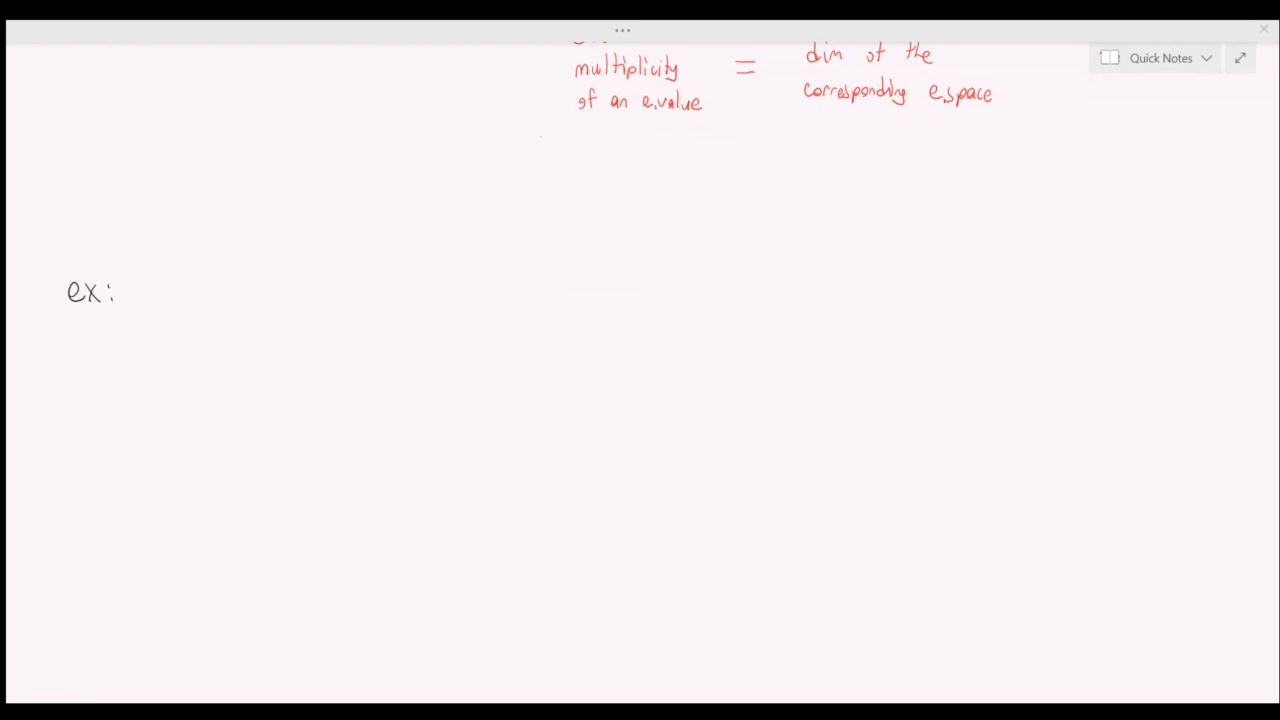 Quick Notes
multiplicity = dim of the
of an e.value corresponding e.space
ex: